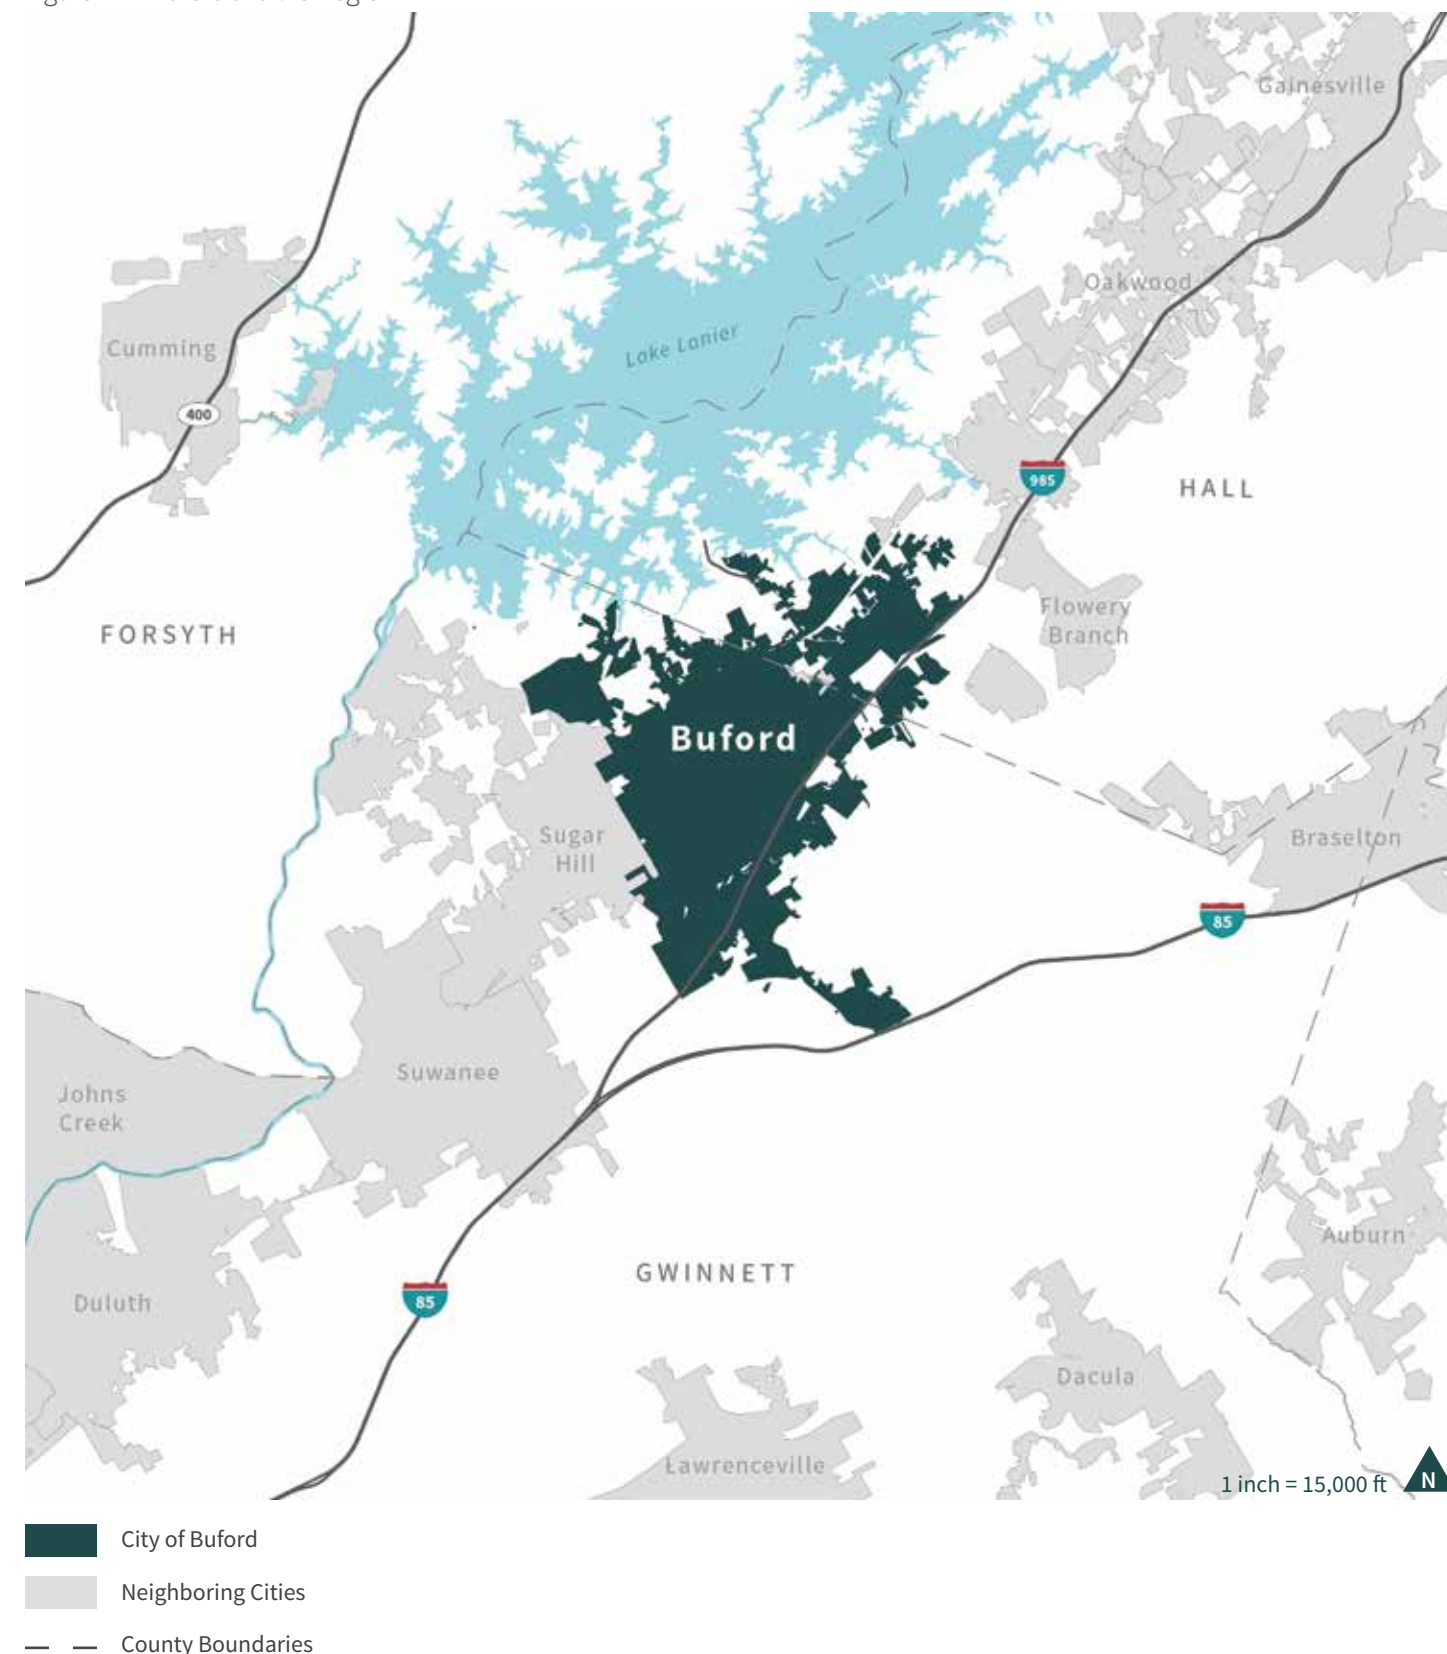 Gainesville
Oakwood
Lake Lanier
Cumming
400
985
HALL
FORSYTH
Flowery
Branch
Buford
Sugar
Hill
Braselton
85
Suwanee
Johns
Creek
Auburn
GWINNETT
Duluth
85
Dacula
Lawrenceville
1 inch = 15,000 ft
N
City of Buford
Neighboring Cities
County Boundaries